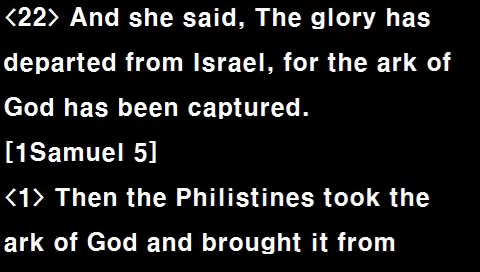 <22> And she said, The glory has
departed from Israel, for the ark of
God has been captured.
[1Samuel 5]
<1> Then the Philistines took the
ark of God and brought it from